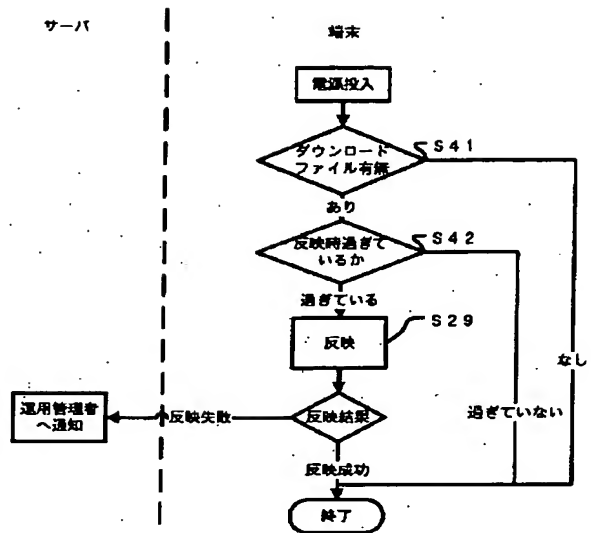 サーバ
端末
電源投入
ダウンロード
ファイル有無
S41
あり
反映時過ぎて
いるか
S42
過ぎている
反映
S29
なし
過ぎていない
反映結果
反映失敗
運用管理者
へ通知
反映成功
終了